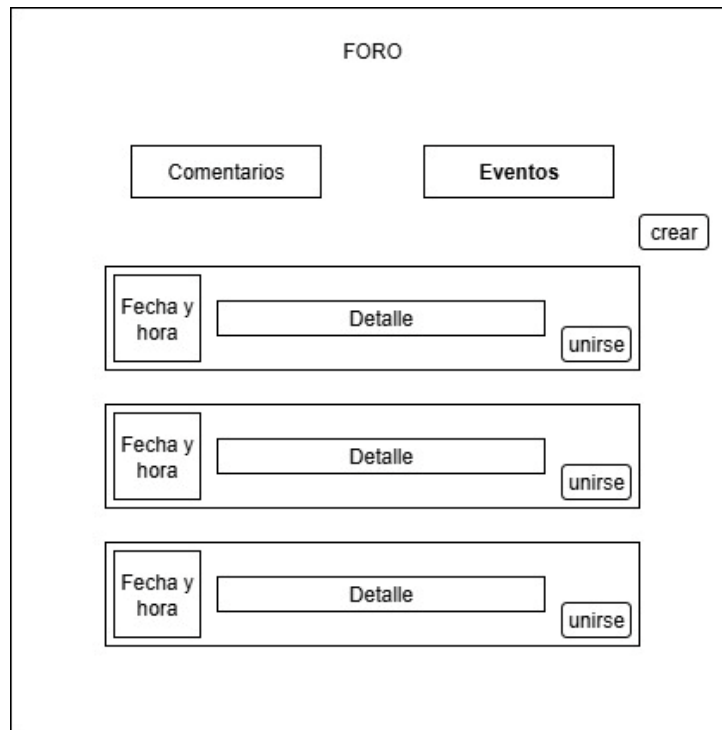 FORO
Comentarios
Eventos
crear
Fecha y
hora
Detalle
unirse
Fecha y
hora
Detalle
unirse
Fecha y
hora
Detalle
unirse